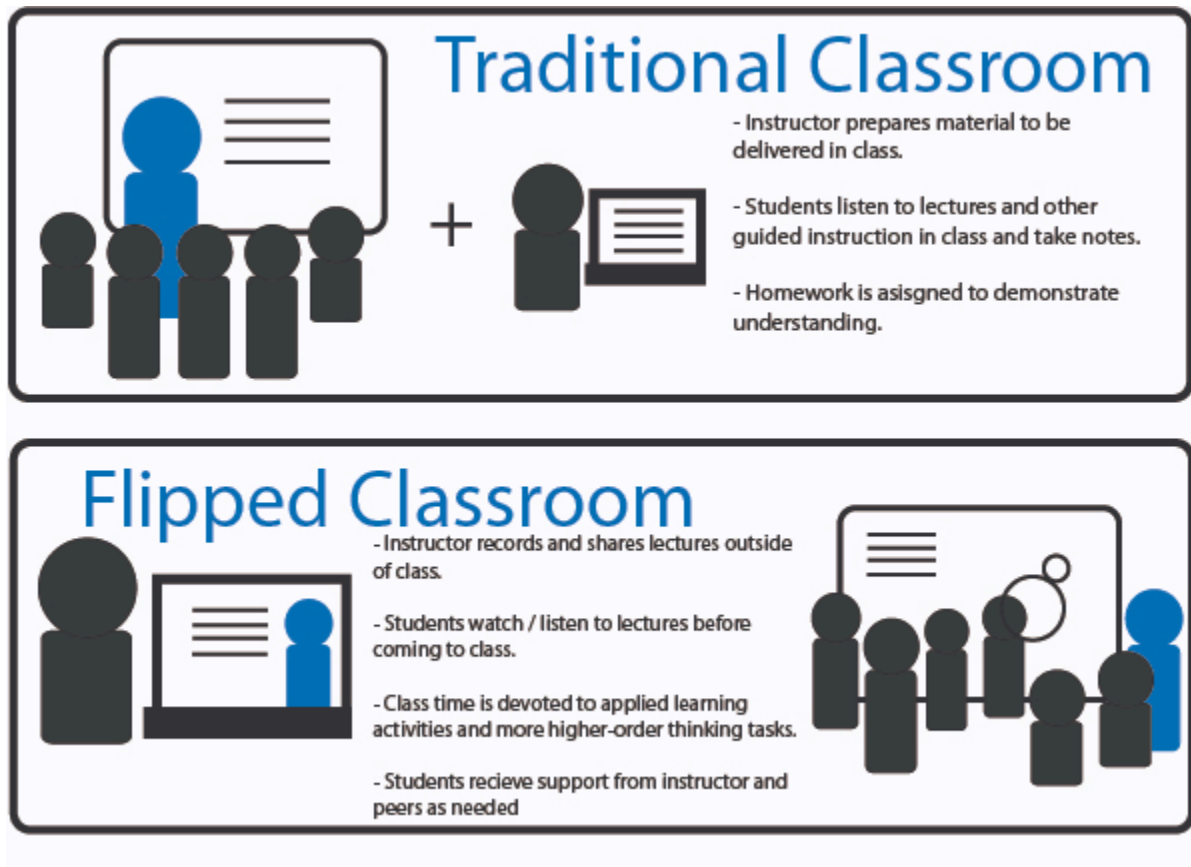 Traditional Classroom
- Instructor prepares material to be
delivered in class.
- Students listen to lectures and other
guided instruction in class and take notes.
- Homework is asisgned to demonstrate
understanding.
Flipped Classroom
- Instructor records and shares lectures outside
of class.
- Students watch / listen to lectures before
coming to class.
- Class time is devoted to applied learning
activities and more higher-order thinking tasks.
- Students recieve support from instructor and
peers as needed